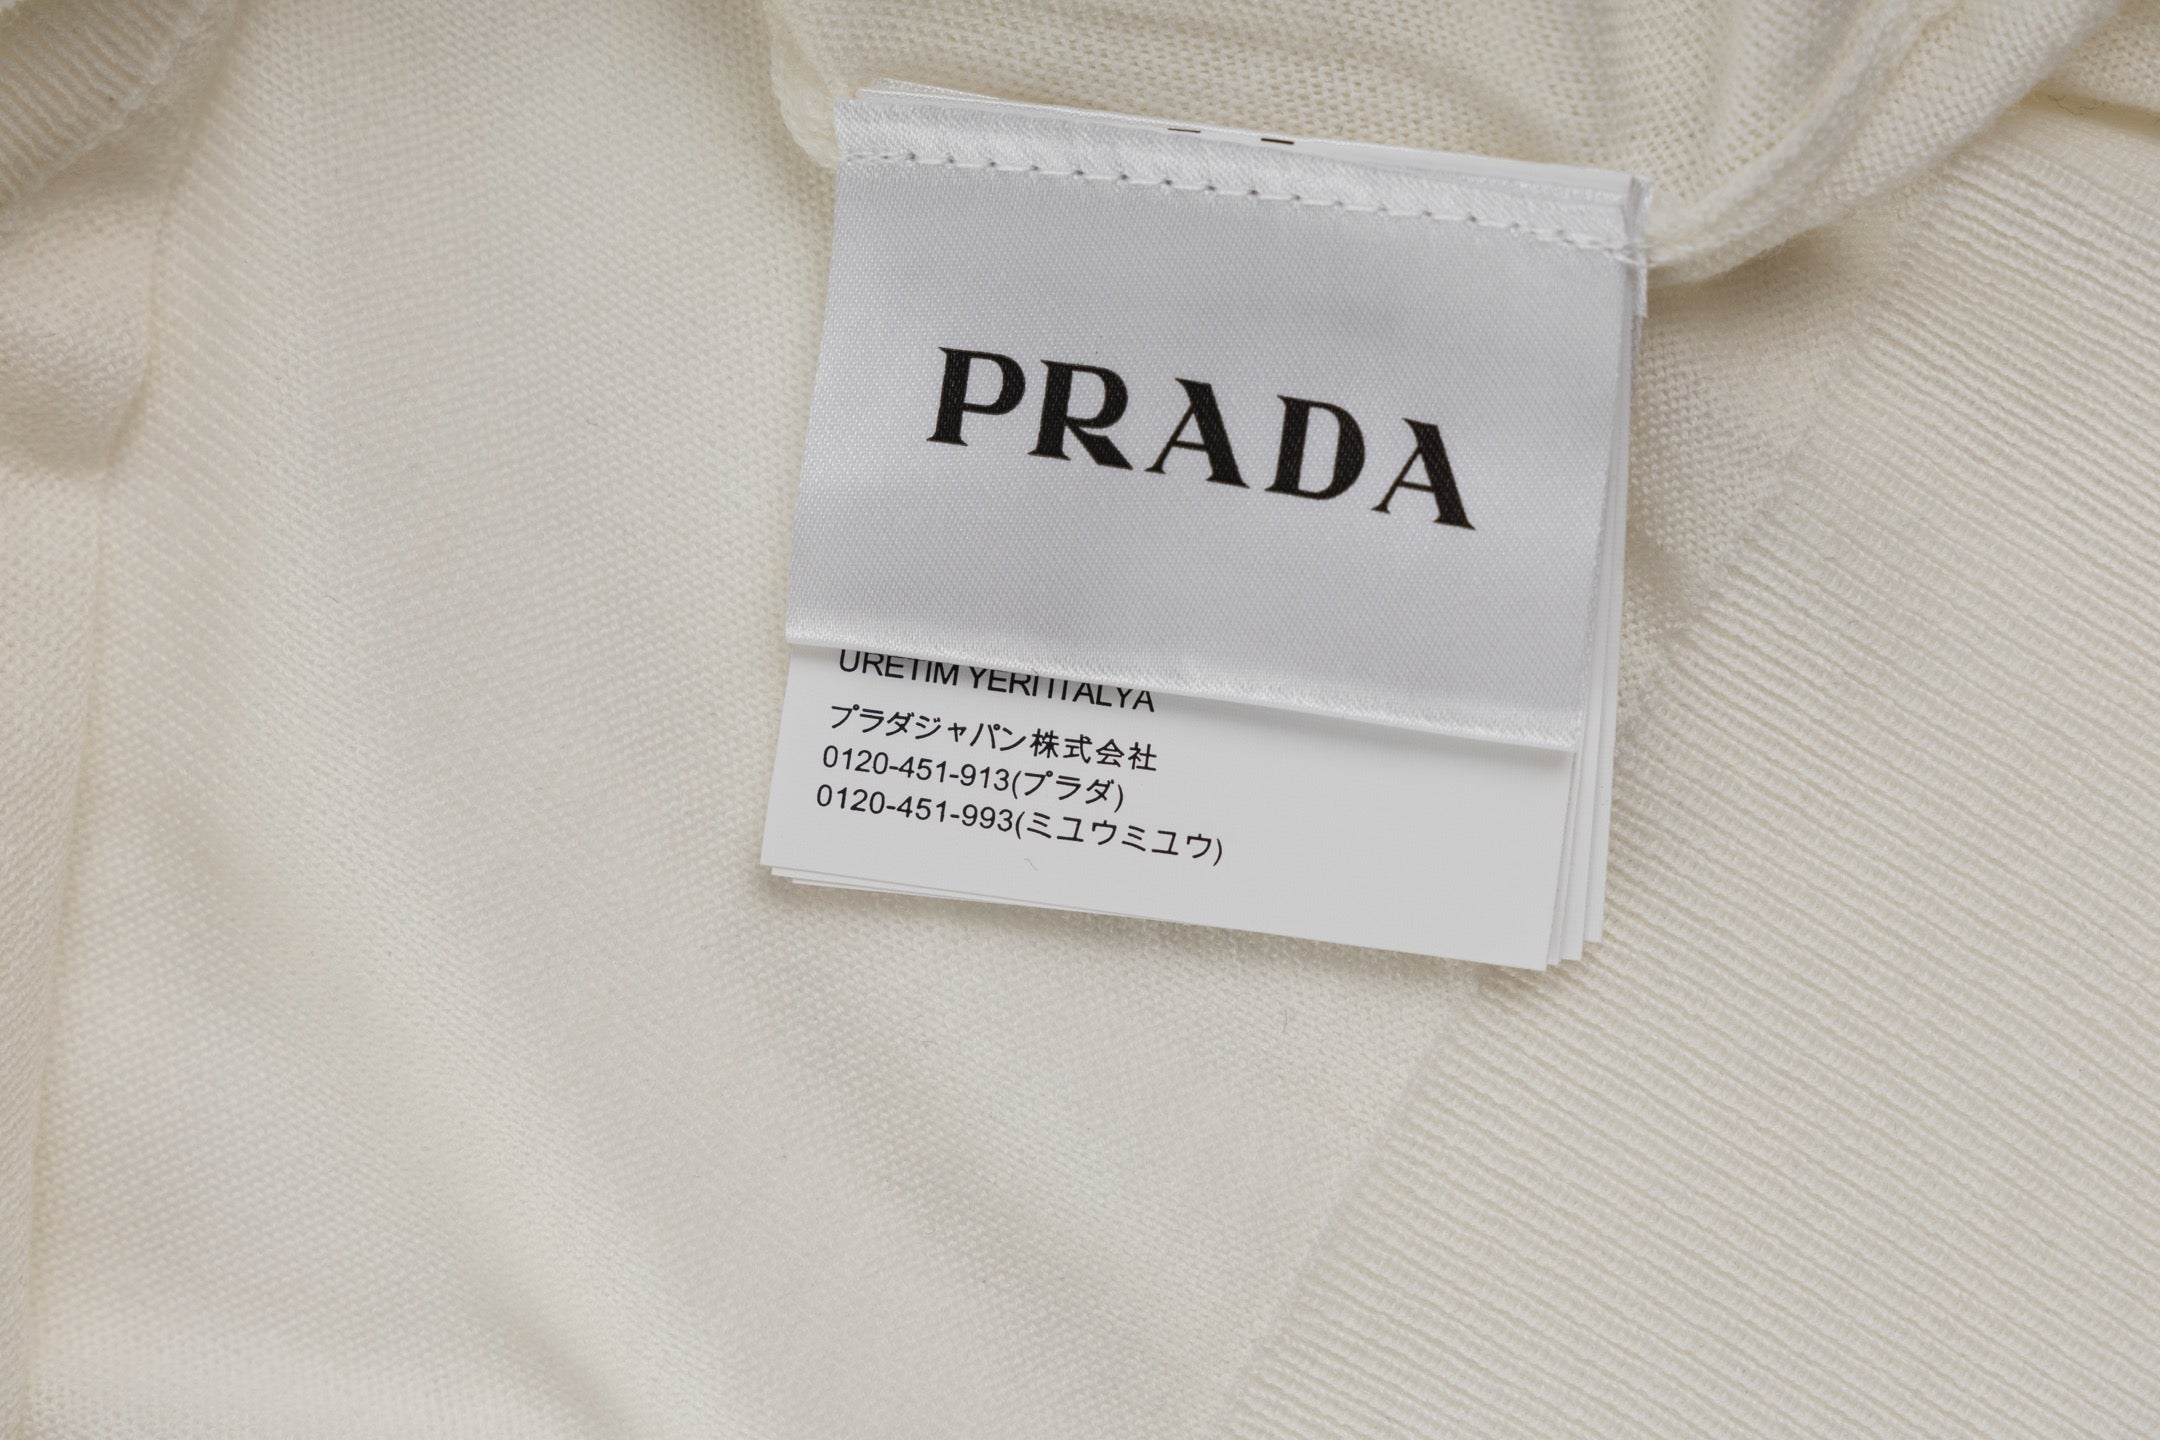 PRADA
URETIM YERI ITALYA
プラダジャパン株式会社
0120-451-913(プラダ)
0120-451-993(ミユウミユウ)